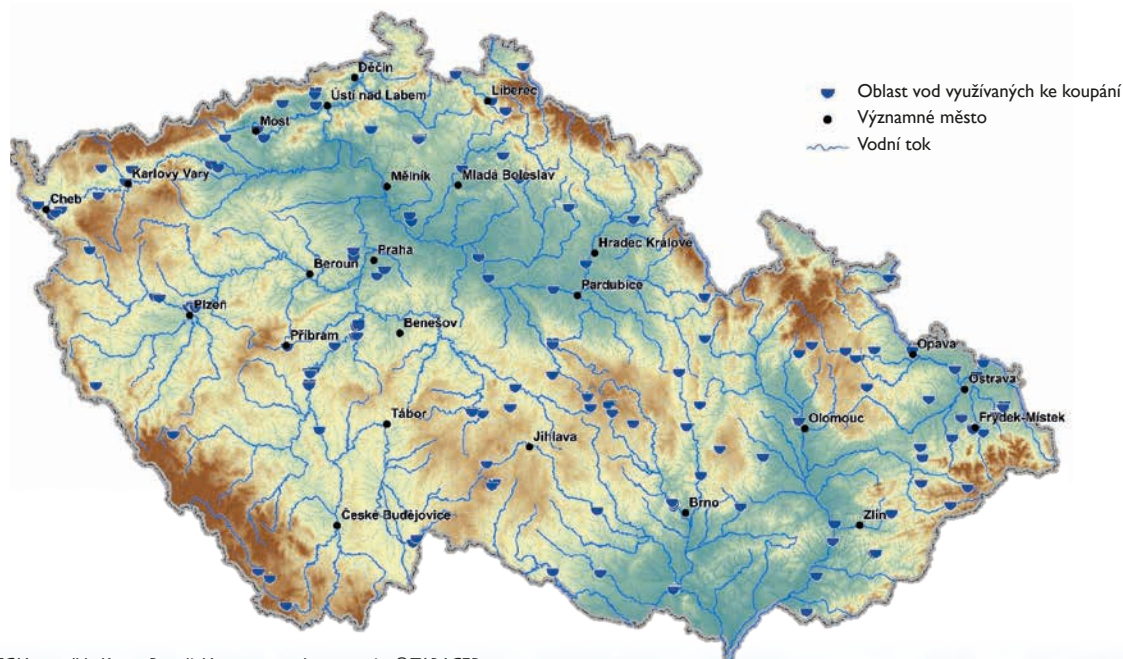 Děčín
Ústí nad Labem
Liberec
Oblast vod využívaných ke koupání
Významné město
Vodní tok
Most
Karlovy Vary
Mělník
Mladá Boleslav
Cheb
Hradec Králové
Praha
Beroun
Pardubice
Plzeň
Benešov
Příbram
Opava
Ostrava
Tábor
Olomouc
Frýdek-Místek
Jihlava
Brno
Zlín
České Budějovice